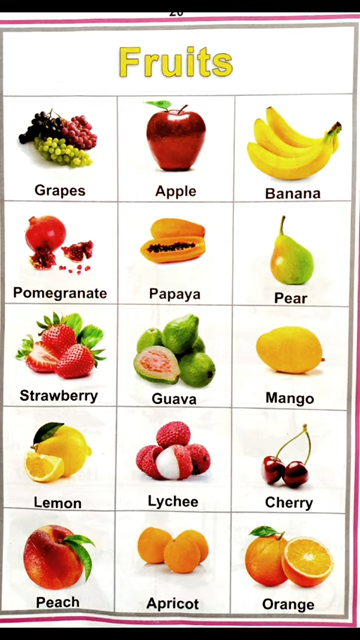 Fruits
Grapes
Apple
Banana
Pomegranate
Papaya
Pear
Strawberry
Guava
Mango
Lemon
Lychee
Cherry
Peach
Apricot
Orange